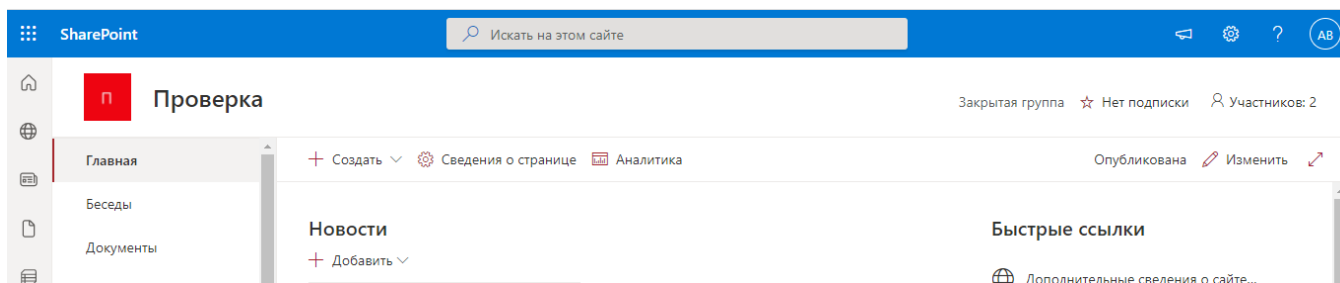 SharePoint
Искать на этом сайте
?
АВ
П
Проверка
Закрытая группа
Нет подписки
Участников: 2
Главная
Беседы
Документы
+ Создать
Сведения о странице
Аналитика
Опубликована
Изменить
Новости
+ Добавить
Быстрые ссылки
Дополнительные сведения о сайте...